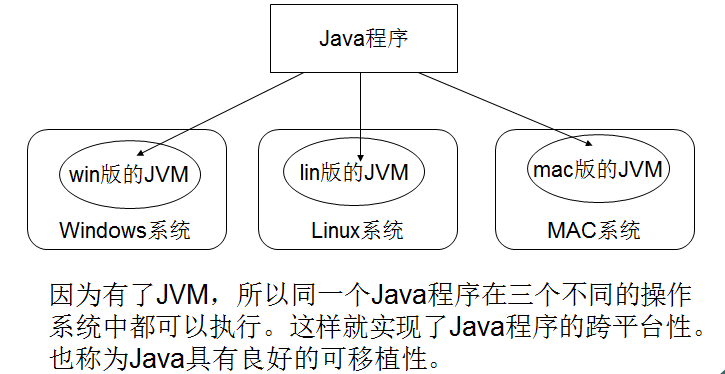 Java程序
win版的JVM
lin版的JVM
mac版的JVM
Windows系统
Linux系统
MAC系统
因为有了JVM，所以同一个Java程序在三个不同的操作
系统中都可以执行。这样就实现了Java程序的跨平台性。
也称为Java具有良好的可移植性。